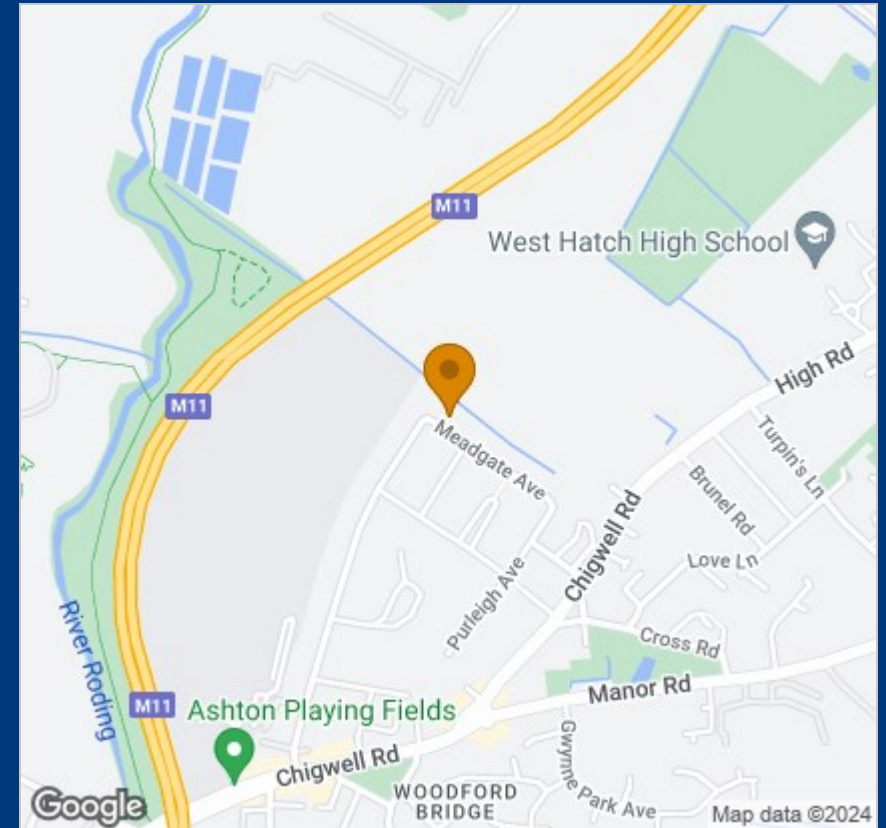 M11
West Hatch High School
High Rd
M11
Meadgate Ave
Turpin's Ln
Brunel Rd
Chigwell Rd
Love Ln
Purleigh Ave
River Roding
Cross Rd
Manor Rd
M11
Ashton Playing Fields
Chigwell Rd
Gwynne Park Ave
WOODFORD
BRIDGE
Google
Map data ©2024